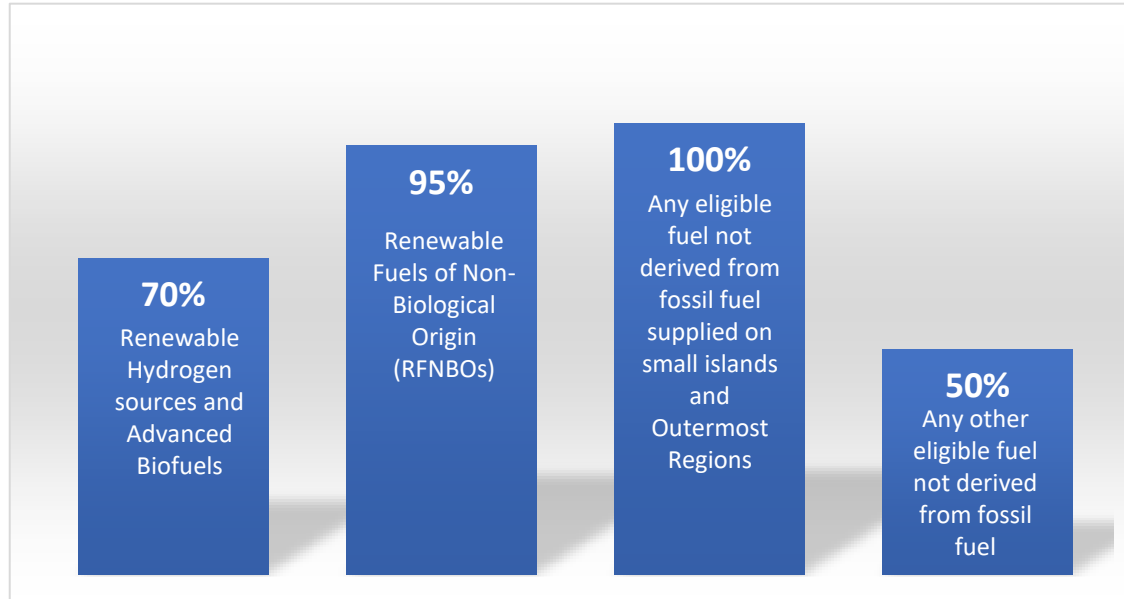 70%
Renewable
Hydrogen
sources and
Advanced
Biofuels
95%
Renewable
Fuels of Non-
Biological
Origin
(RFNBOs)
100%
Any eligible
fuel not
derived from
fossil fuel
supplied on
small islands
and
Outermost
Regions
50%
Any other
eligible fuel
not derived
from fossil
fuel